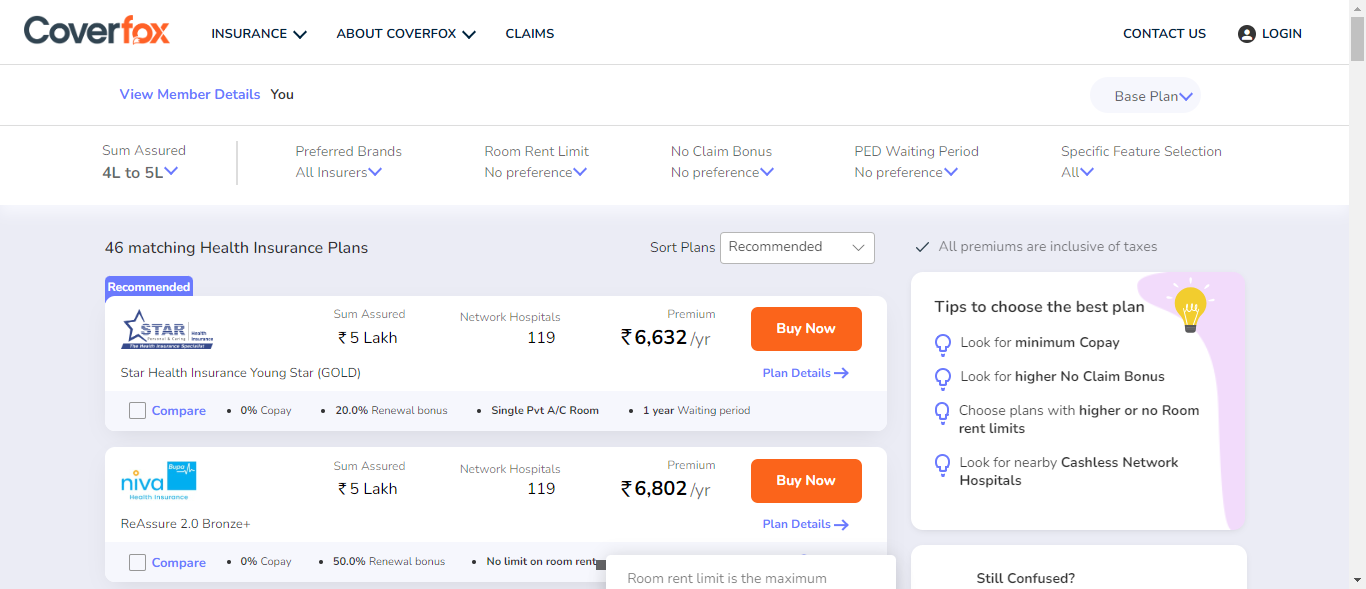 Coverfox
INSURANCE
ABOUT COVERFOX
CLAIMS
CONTACT US
LOGIN
View Member Details You
Base Plan
Sum Assured
4L to 5L
Preferred Brands
All Insurers
Room Rent Limit
No preference
No Claim Bonus
No preference
PED Waiting Period
No preference
Specific Feature Selection
All
46 matching Health Insurance Plans
Sort Plans Recommended
All premiums are inclusive of taxes
Recommended
STAR Health Insurance
Personal & Caring
The Health Insurance Specialist
Sum Assured
₹ 5 Lakh
Network Hospitals
119
Premium
₹ 6,632 /yr
Buy Now
Star Health Insurance Young Star (GOLD)
Plan Details
Compare
• 0% Copay
• 20.0% Renewal bonus
• Single Pvt A/C Room
• 1 year Waiting period
niva Bupa
Health Insurance
Sum Assured
₹ 5 Lakh
Network Hospitals
119
Premium
₹ 6,802 /yr
Buy Now
ReAssure 2.0 Bronze+
Plan Details
Compare
• 0% Copay
• 50.0% Renewal bonus
• No limit on room rent
Room rent limit is the maximum
Tips to choose the best plan
Look for minimum Copay
Look for higher No Claim Bonus
Choose plans with higher or no Room
rent limits
Look for nearby Cashless Network
Hospitals
Still Confused?